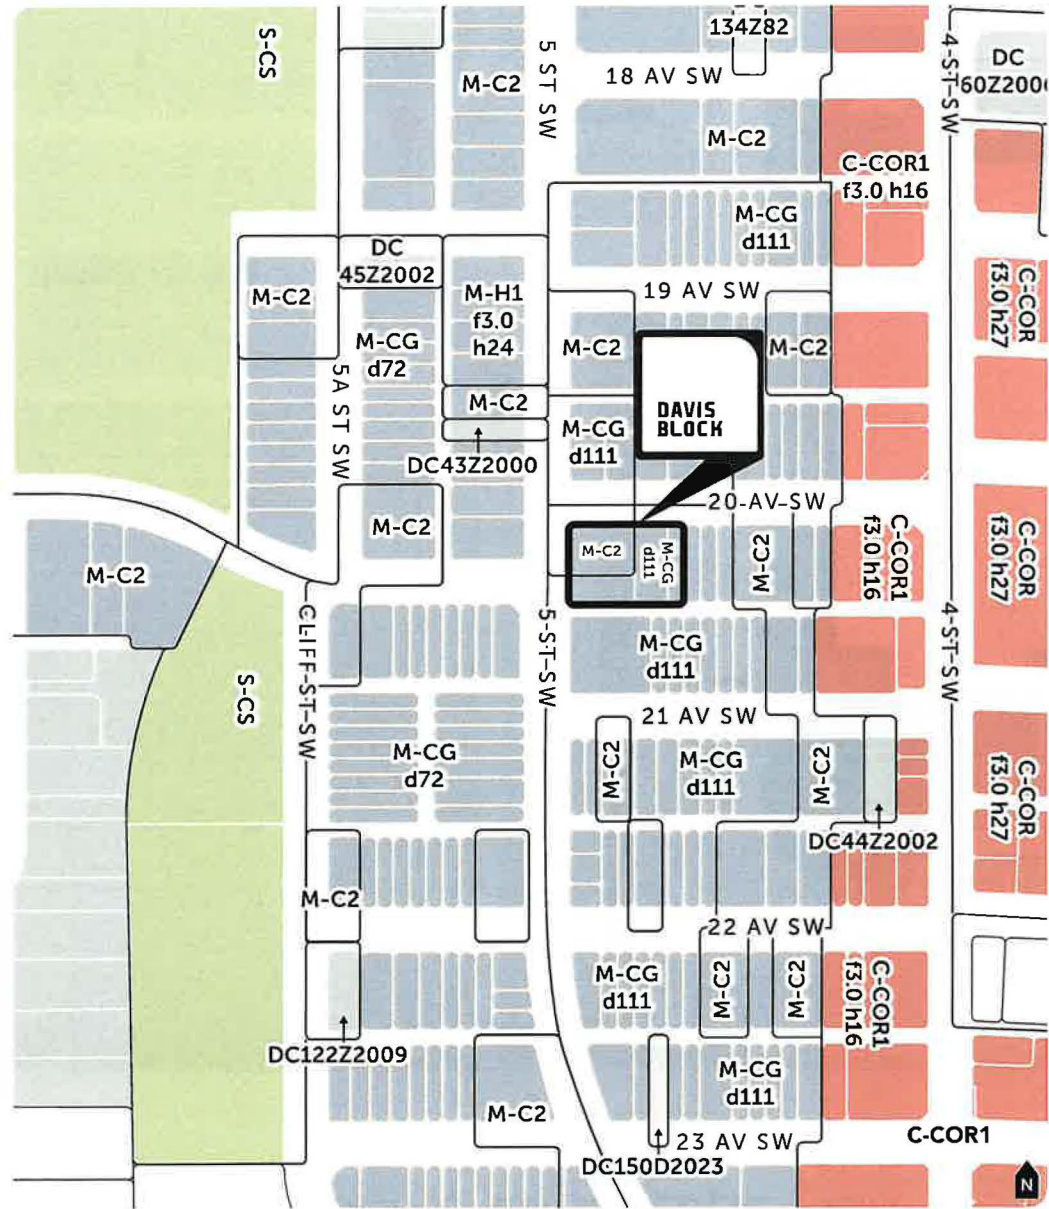 134Z82
18 AV SW
5 ST SW
S-CS
M-C2
4-ST-SW
DC
60Z200
M-C2
C-COR1
f3.0 h16
M-CG
d111
DC
45Z2002
M-C2
M-H1
f3.0
h24
19 AV SW
C-COR
f3.0 h27
M-CG
d72
M-C2
M-C2
5A ST SW
M-C2
DAVIS
BLOCK
M-CG
d111
DC43Z2000
20-AV-SW
M-C2
M-C2
M-CG
d111
M-C2
C-COR1
f3.0 h16
C-COR
f3.0 h27
M-C2
CLIFF-ST-SW
5-ST-SW
M-CG
d111
4-ST-SW
S-CS
21 AV SW
M-CG
d72
M-C2
M-CG
d111
M-C2
C-COR
f3.0 h27
DC44Z2002
M-C2
22 AV SW
M-CG
d111
M-C2
M-C2
C-COR1
f3.0 h16
DC122Z2009
M-CG
d111
M-C2
C-COR1
23 AV SW
DC150D2023
N